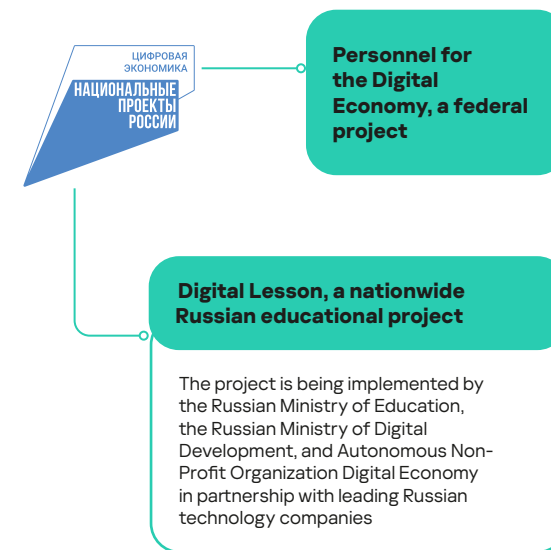 ЦИФРОВАЯ
ЭКОНОМИКА
НАЦИОНАЛЬНЫЕ
ПРОЕКТЫ
РОССИИ
Personnel for
the Digital
Economy, a federal
project
Digital Lesson, a nationwide
Russian educational project
The project is being implemented by
the Russian Ministry of Education,
the Russian Ministry of Digital
Development, and Autonomous Non-
Profit Organization Digital Economy
in partnership with leading Russian
technology companies